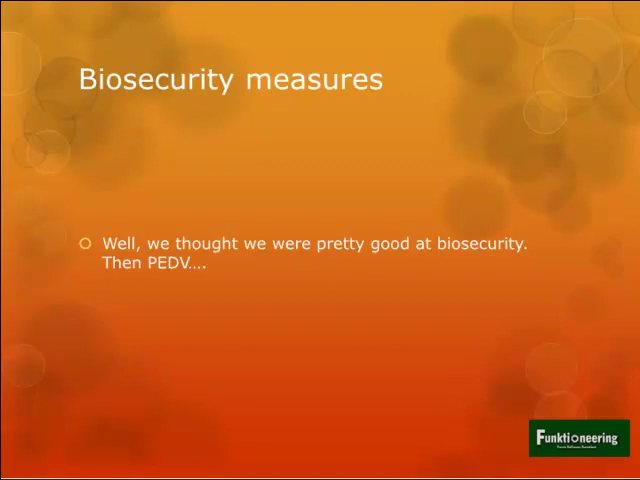 Biosecurity measures
Well, we thought we were pretty good at biosecurity.
Then PEDV….
Funktioneering